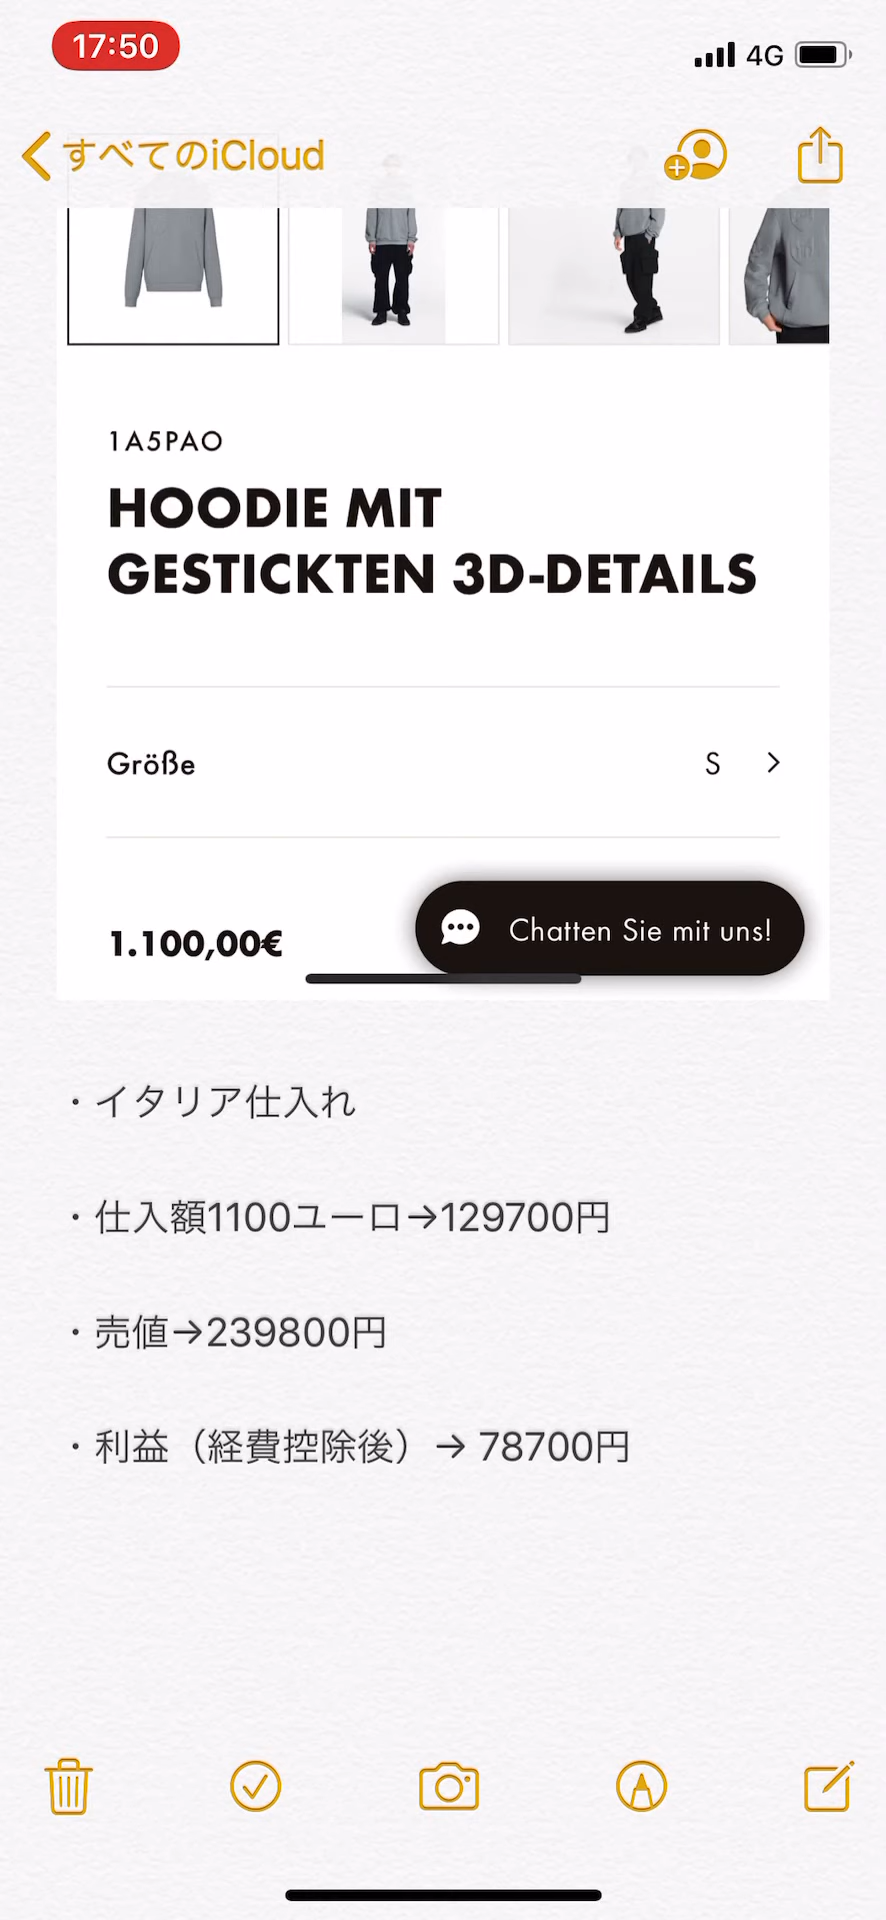 17:50
4G
すべてのiCloud
1A5PAO
HOODIE MIT
GESTICKTEN 3D-DETAILS
Größe S
1.100,00€
Chatten Sie mit uns!
・イタリア仕入れ
・仕入額1100ユーロ→129700円
・売値→239800円
・利益（経費控除後）→ 78700円